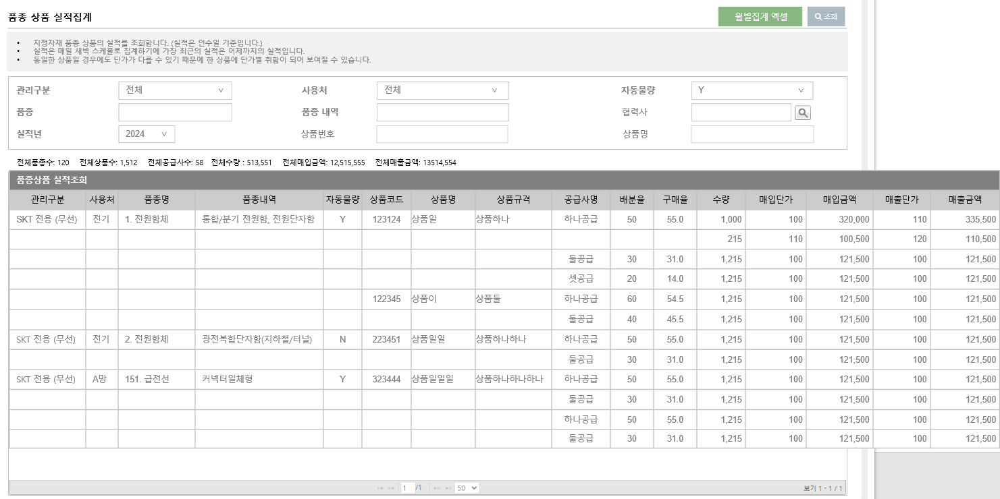 품종 상품 실적집계
월별집계 엑셀 조회
• 지정자재 품종 상품의 실적를 조회합니다. (실적은 인수일 기준입니다.)
• 실적은 매일 새벽 스케쥴로 집계하기에 가장 최근의 실적은 어제까지의 실적입니다.
• 동일한 상품일 경우에도 단가가 다를 수 있기 때문에 한 상품에 단가별 취합이 되어 보여질 수 있습니다.
관리구분 전체 사용처 전체 자동물량 Y
품종 품종 내역 협력사
실적년 2024 상품번호 상품명
전체품종수: 120 전체상품수: 1,512 전체공급사수: 58 전체수량 : 513,551 전체매입금액: 12,515,555 전체매출금액: 13514,554
품종상품 실적조회
관리구분 사용처 품종명 품종내역 자동물량 상품코드 상품명 상품규격 공급사명 배분율 구매율 수량 매입단가 매입금액 매출단가 매출금액
SKT 전용 (무선) 전기 1. 전원함체 통합/분기 전원함, 전원단자함 Y 123124 상품일 상품하나 하나공급 50 55.0 1,000 100 320,000 110 335,500
215 110 100,500 120 110,500
둘공급 30 31.0 1,215 100 121,500 100 121,500
셋공급 20 14.0 1,215 100 121,500 100 121,500
122345 상품이 상품둘 하나공급 60 54.5 1,215 100 121,500 100 121,500
둘공급 40 45.5 1,215 100 121,500 100 121,500
SKT 전용 (무선) 전기 2. 전원함체 광전복합단자함(지하철/터널) N 223451 상품일일 상품하나하나 하나공급 50 55.0 1,215 100 121,500 100 121,500
둘공급 30 31.0 1,215 100 121,500 100 121,500
SKT 전용 (무선) A망 151. 급전선 커넥터일체형 Y 323444 상품일일일 상품하나하나하나 하나공급 50 55.0 1,215 100 121,500 100 121,500
둘공급 30 31.0 1,215 100 121,500 100 121,500
하나공급 50 55.0 1,215 100 121,500 100 121,500
둘공급 30 31.0 1,215 100 121,500 100 121,500
1 /1 50 보기 1 - 1 / 1